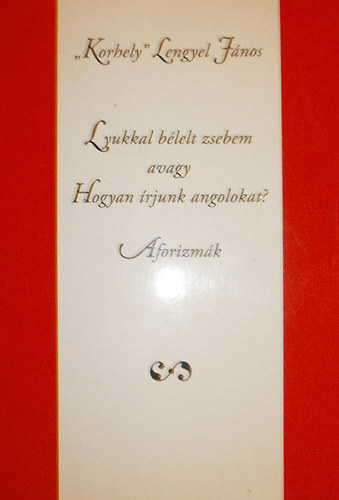 „Korhely” Lengyel János
Lyukkal bélelt zsebem
avagy
Hogyan írjunk angolokat?
Aforizmák